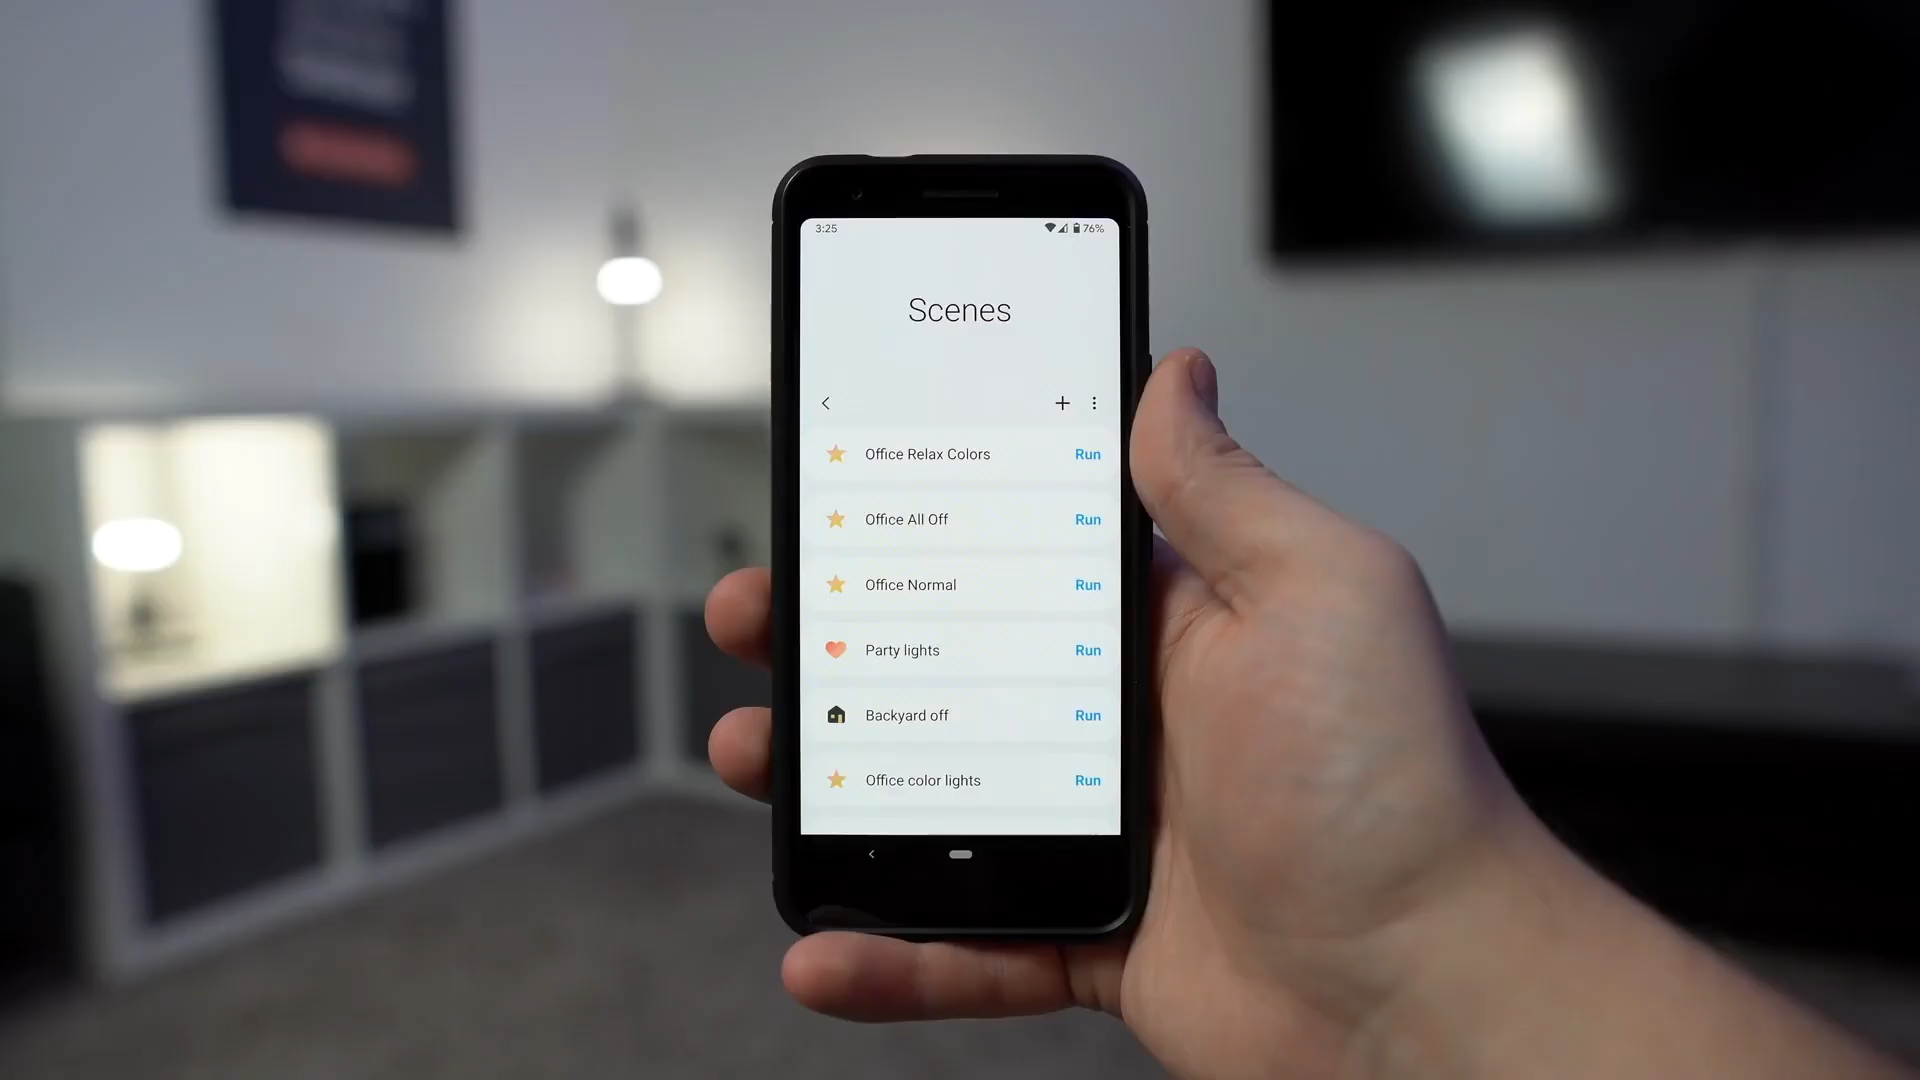 3:25 76%
Scenes
Office Relax Colors Run
Office All Off Run
Office Normal Run
Party lights Run
Backyard off Run
Office color lights Run